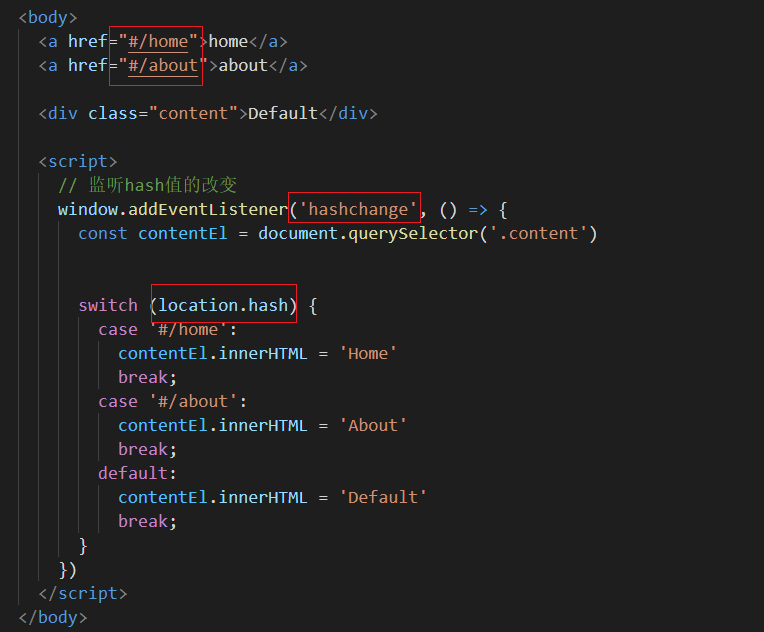 <body>
<a href="#/home">home</a>
<a href="#/about">about</a>
<div class="content">Default</div>
<script>
// 监听hash值的改变
window.addEventListener('hashchange', () => {
const contentEl = document.querySelector('.content')
switch (location.hash) {
case '#/home':
contentEl.innerHTML = 'Home'
break;
case '#/about':
contentEl.innerHTML = 'About'
break;
default:
contentEl.innerHTML = 'Default'
break;
}
})
</script>
</body>